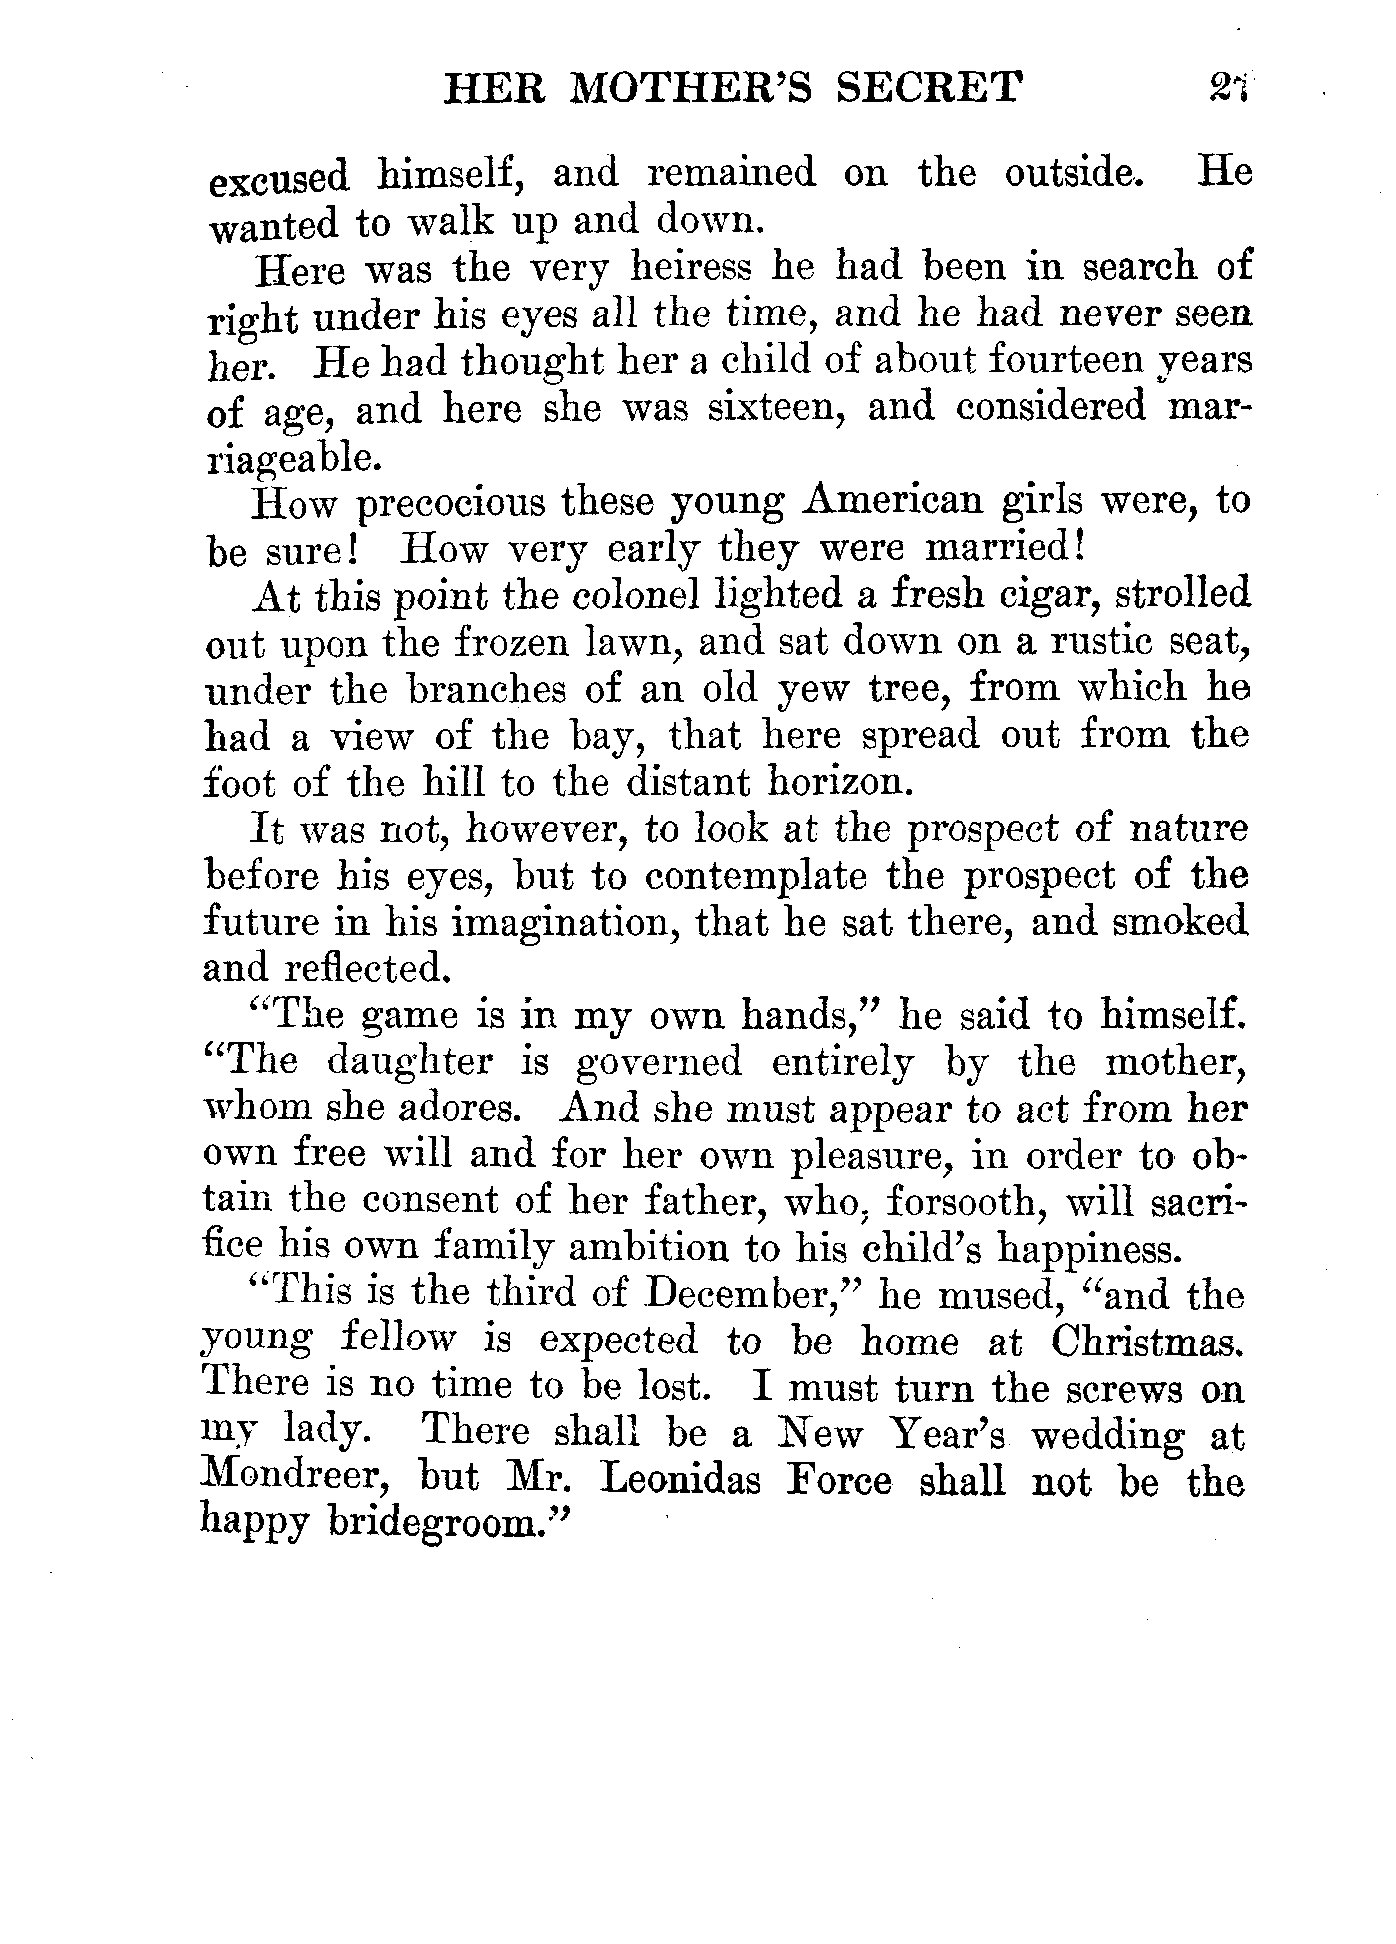 HER MOTHER'S SECRET 27
excused himself, and remained on the outside. He
wanted to walk up and down.
Here was the very heiress he had been in search of
right under his eyes all the time, and he had never seen
her. He had thought her a child of about fourteen years
of age, and here she was sixteen, and considered mar-
riageable.
How precocious these young American girls were, to
be sure! How very early they were married!
At this point the colonel lighted a fresh cigar, strolled
out upon the frozen lawn, and sat down on a rustic seat,
under the branches of an old yew tree, from which he
had a view of the bay, that here spread out from the
foot of the hill to the distant horizon.
It was not, however, to look at the prospect of nature
before his eyes, but to contemplate the prospect of the
future in his imagination, that he sat there, and smoked
and reflected.
"The game is in my own hands," he said to himself.
"The daughter is governed entirely by the mother,
whom she adores. And she must appear to act from her
own free will and for her own pleasure, in order to ob-
tain the consent of her father, who, forsooth, will sacri-
fice his own family ambition to his child's happiness.
"This is the third of December," he mused, "and the
young fellow is expected to be home at Christmas.
There is no time to be lost. I must turn the screws on
my lady. There shall be a New Year's wedding at
Mondreer, but Mr. Leonidas Force shall not be the
happy bridegroom."